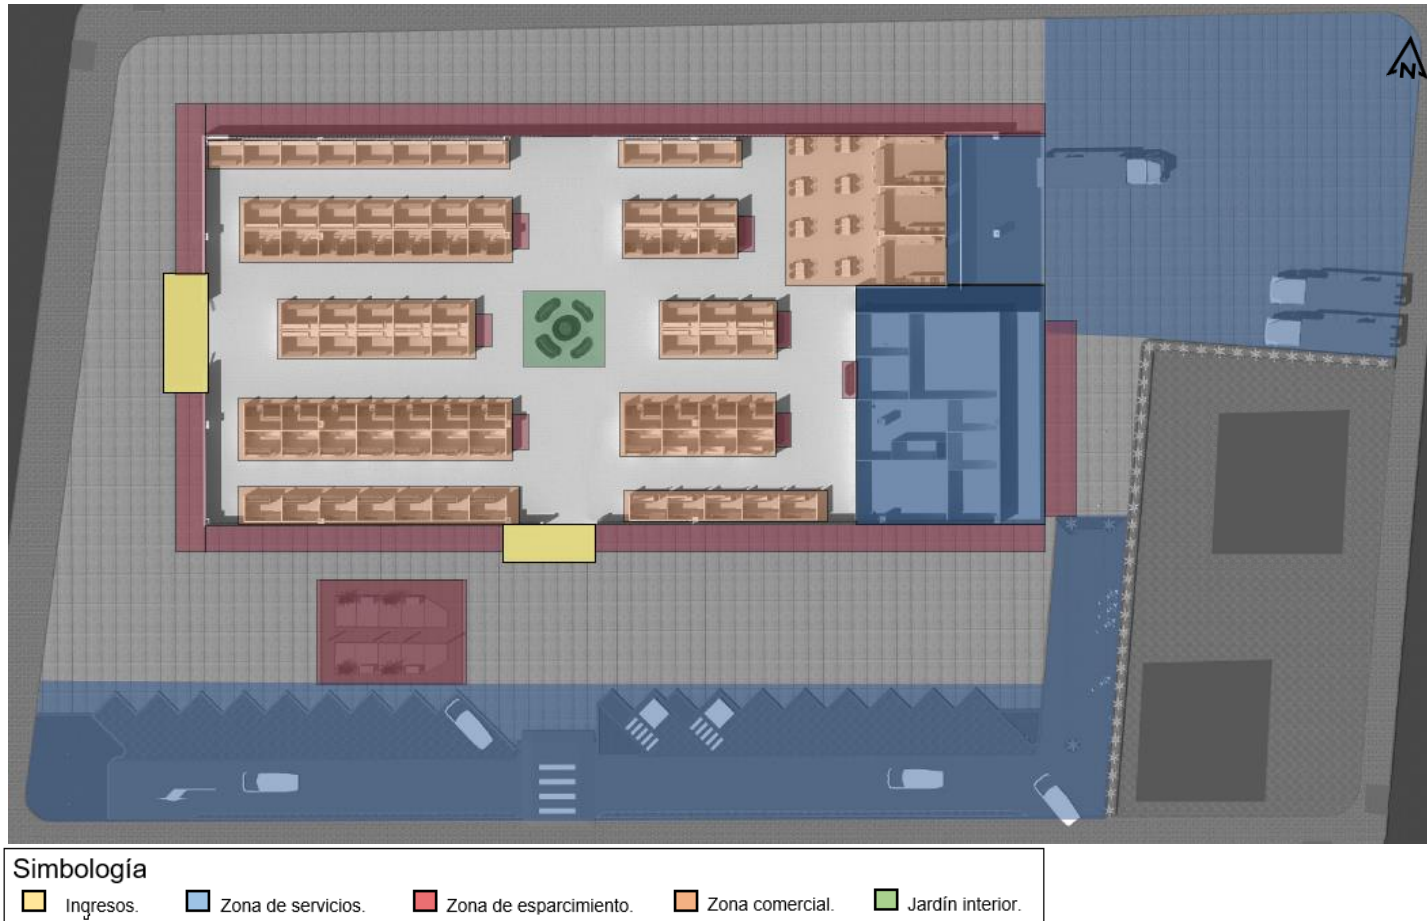 N
Simbología
Ingresos. Zona de servicios. Zona de esparcimiento. Zona comercial. Jardín interior.